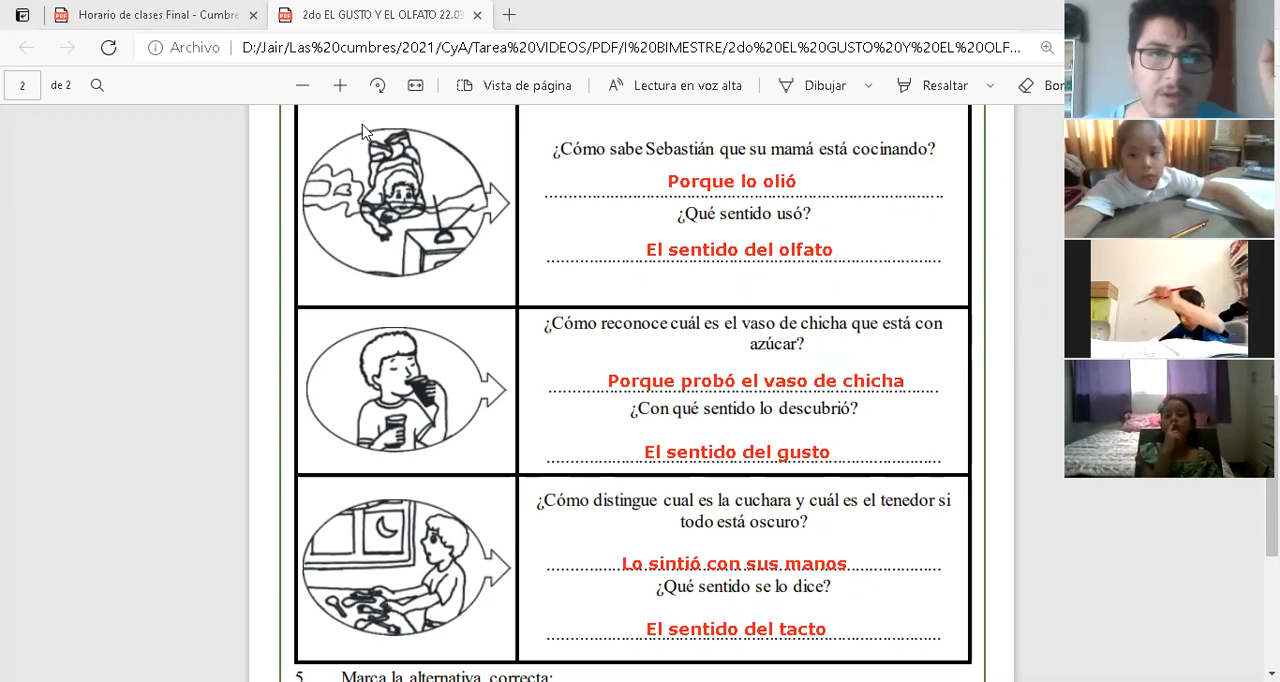 Horario de clases Final - Cumbre
2do EL GUSTO Y EL OLFATO 22.03
Archivo
D:/Jair/Las%20cumbres/2021/CyA/Tarea%20VIDEOS/PDF/I%20BIMESTRE/2do%20EL%20GUSTO%20Y%20EL%20OLF...
2 de 2
Vista de página
Lectura en voz alta
Dibujar
Resaltar
¿Cómo sabe Sebastián que su mamá está cocinando?
Porque lo olió
¿Qué sentido usó?
El sentido del olfato
¿Cómo reconoce cuál es el vaso de chicha que está con
azúcar?
Porque probó el vaso de chicha
¿Con qué sentido lo descubrió?
El sentido del gusto
¿Cómo distingue cual es la cuchara y cuál es el tenedor si
todo está oscuro?
Lo sintió con sus manos
¿Qué sentido se lo dice?
El sentido del tacto
5. Marca la alternativa correcta: